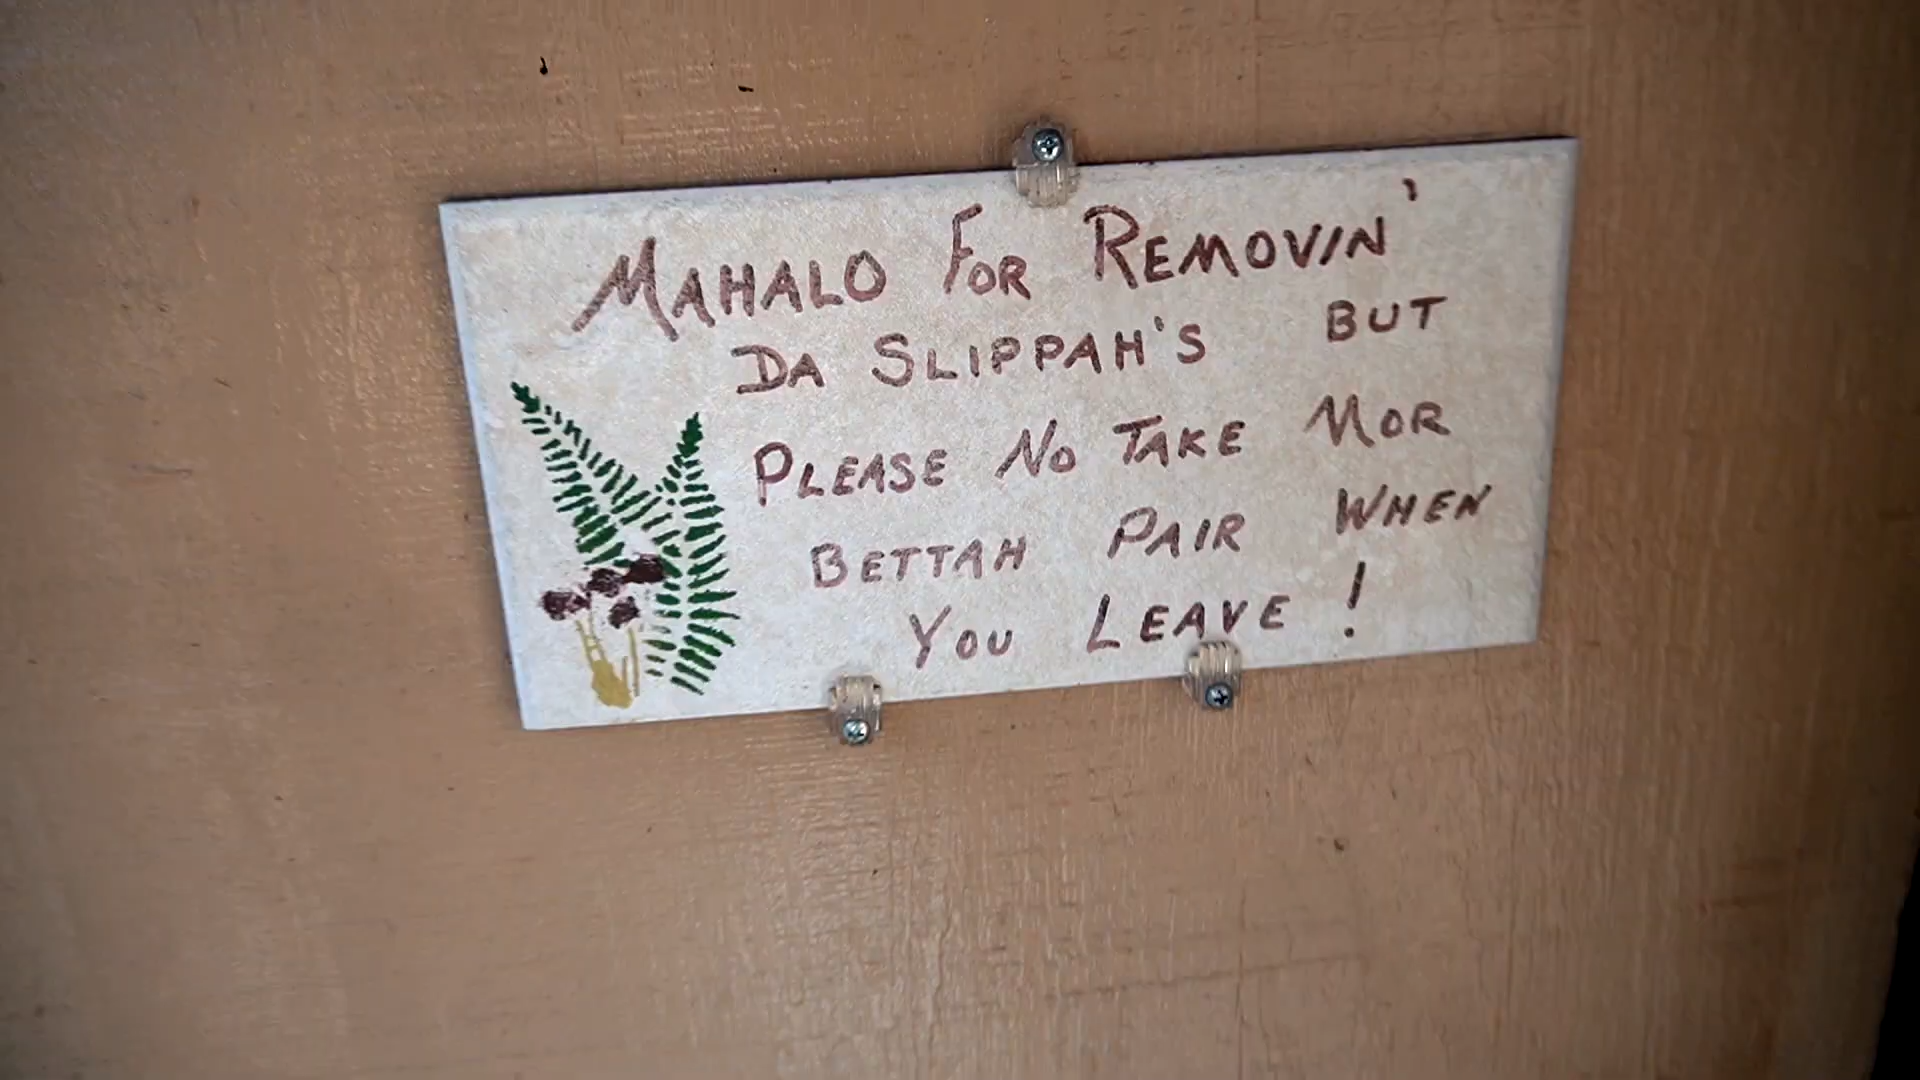 MAHALO FOR REMOVIN'
DA SLIPPAH'S BUT
PLEASE NO TAKE MOR
BETTAH PAIR WHEN
YOU LEAVE!